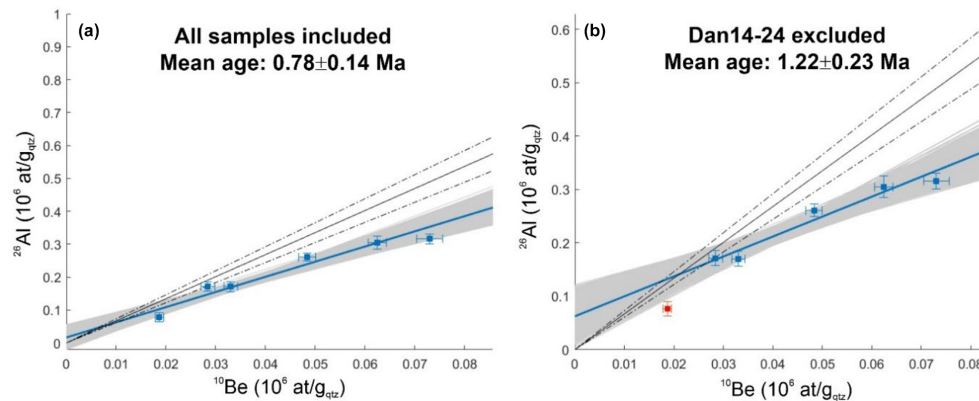 (a)
All samples included
Mean age: 0.78±0.14 Ma
1
0.9
0.8
0.7
0.6
0.5
0.4
0.3
0.2
0.1
0
²⁶Al (10⁶ at/g_qtz)
0 0.01 0.02 0.03 0.04 0.05 0.06 0.07 0.08
¹⁰Be (10⁶ at/g_qtz)
(b)
Dan14-24 excluded
Mean age: 1.22±0.23 Ma
0.6
0.5
0.4
0.3
0.2
0.1
0
²⁶Al (10⁶ at/g_qtz)
0 0.01 0.02 0.03 0.04 0.05 0.06 0.07 0.08
¹⁰Be (10⁶ at/g_qtz)